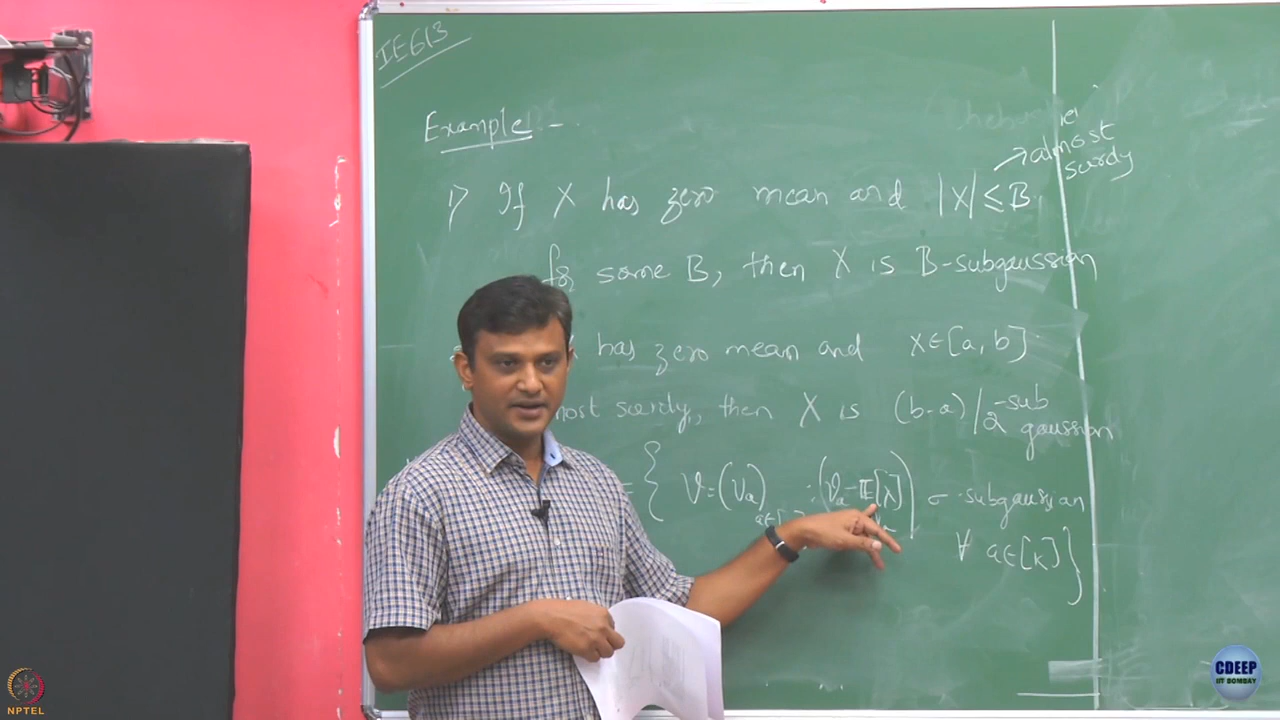 IE613
Example :-
almost
surely
1) If X has zero mean and |X| ≤ B
for some B, then X is B-subgaussian
has zero mean and X∈[a, b]
most surely, then X is (b-a)/2-sub
gaussian
= { ν = (ν_a) : (ν_a - E[X]) σ-subgaussian
∀ a∈[K] }
NPTEL
CDEEP
IIT BOMBAY